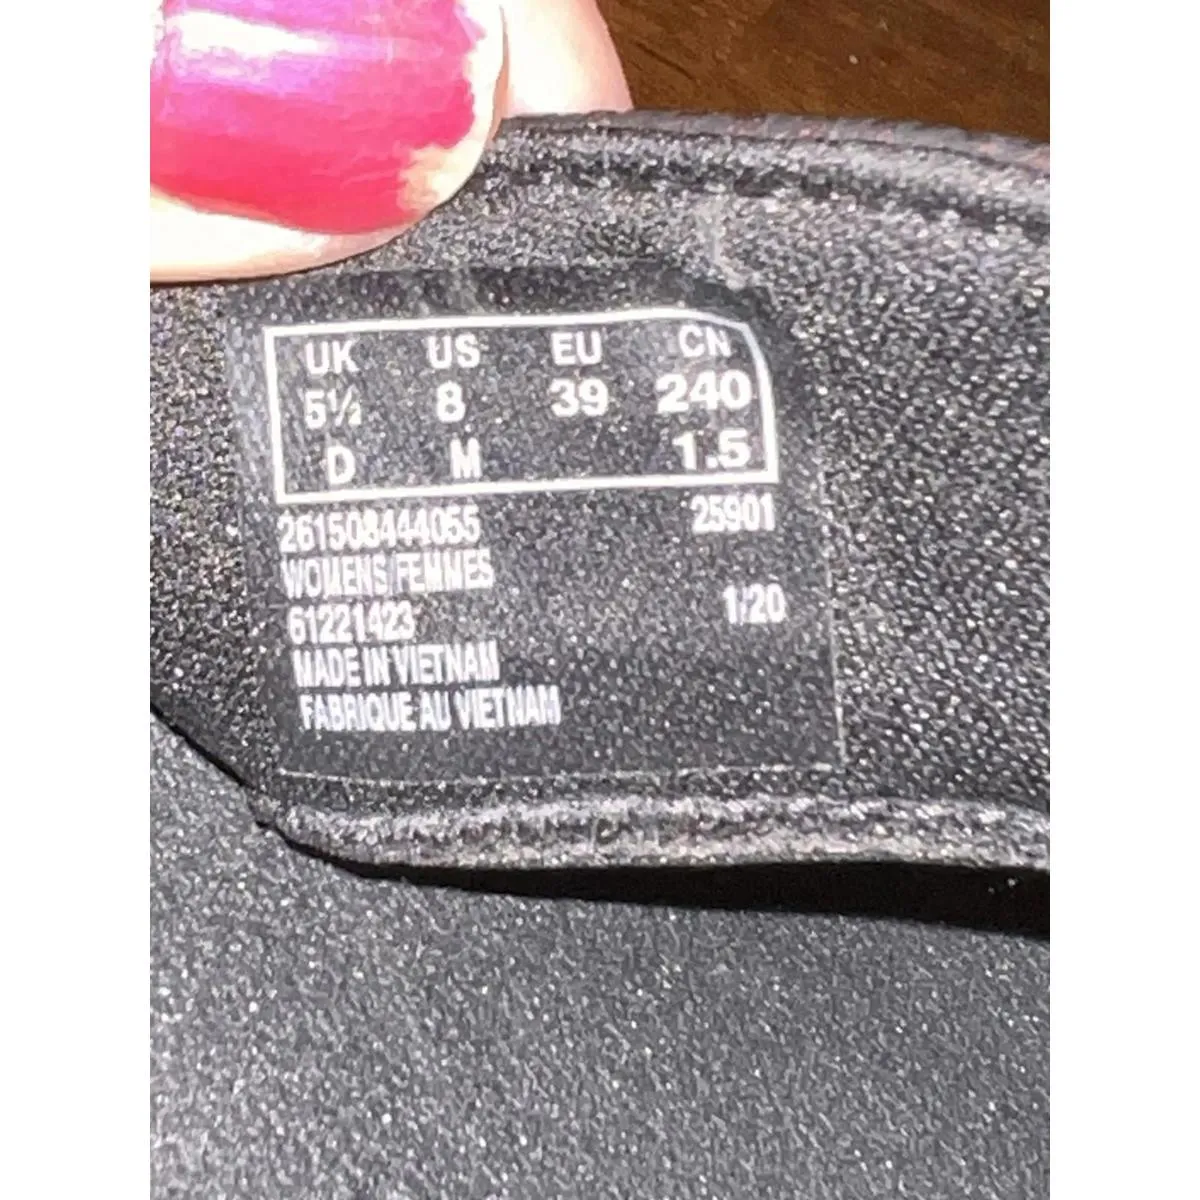 UK US EU CN
5½ 8 39 240
D M 1.5
261508444055 25901
WOMENS/FEMMES
61221423 1/20
MADE IN VIETNAM
FABRIQUE AU VIETNAM